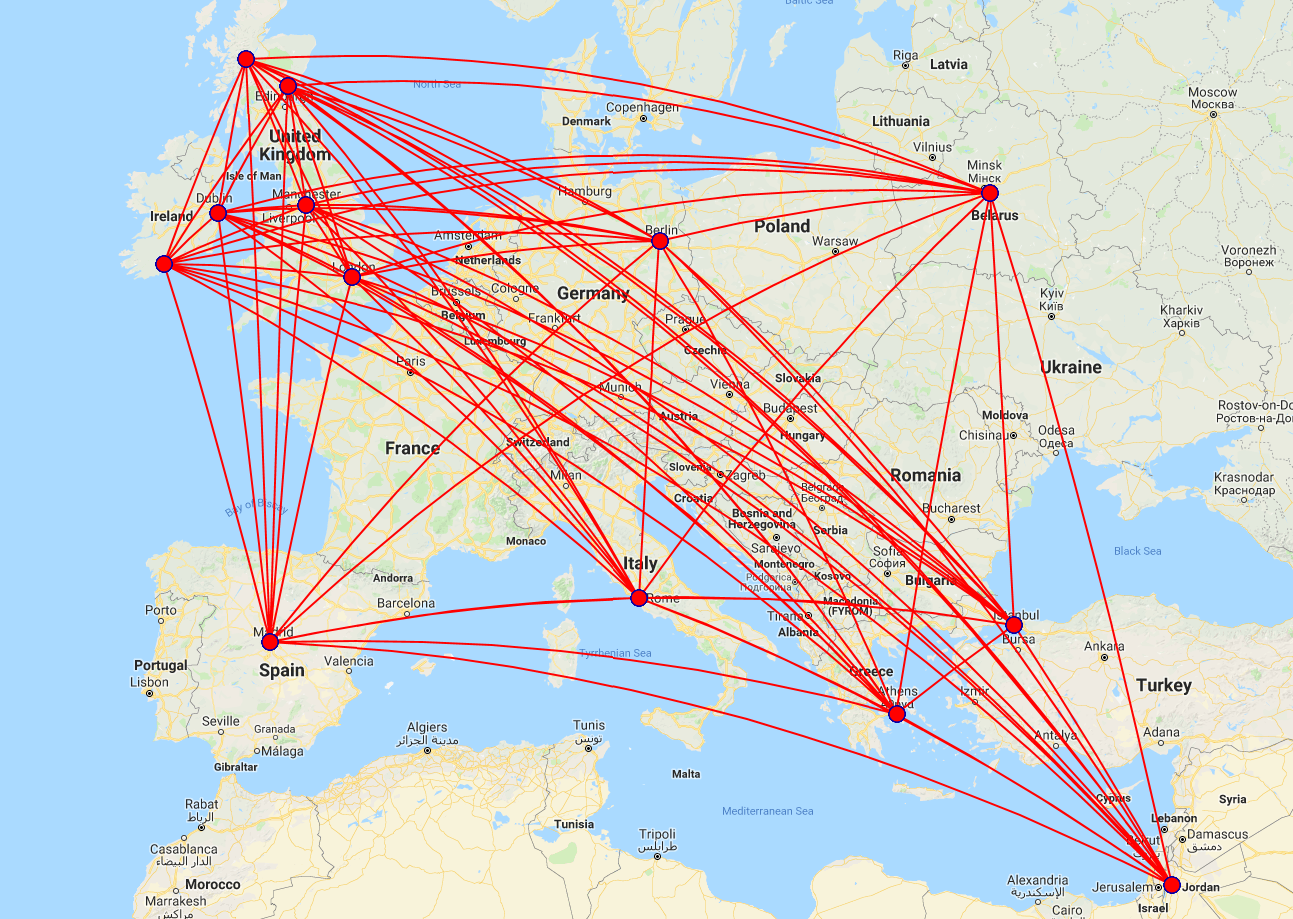 Baltic Sea
Riga
Latvia
Moscow
Москва
North Sea
Copenhagen
Denmark
Lithuania
Vilnius
United
Kingdom
Isle of Man
Minsk
Мінск
Hamburg
Dublin
Manchester
Ireland
Liverpool
Belarus
Berlin
Poland
Amsterdam
Warsaw
Netherlands
Voronezh
Воронеж
London
Brussels
Cologne
Germany
Kyiv
Київ
Belgium
Frankfurt
Prague
Kharkiv
Харків
Luxembourg
Czechia
Paris
Ukraine
Munich
Vienna
Slovakia
Austria
Budapest
Moldova
Rostov-on-Do
Ростов-на-До
Hungary
Chisinau
Odesa
Одеса
France
Switzerland
Slovenia
Zagreb
Milan
Romania
Krasnodar
Краснодар
Croatia
Belgrade
Београд
Bay of Biscay
Bosnia and
Herzegovina
Bucharest
Serbia
Monaco
Sarajevo
Sofia
София
Black Sea
Montenegro
Italy
Andorra
Podgorica
Подгорица
Kosovo
Bulgaria
Porto
Barcelona
Rome
Macedonia
(FYROM)
Tirana
Istanbul
Albania
Madrid
Bursa
Ankara
Tyrrhenian Sea
Portugal
Spain
Valencia
Greece
Lisbon
Athens
Izmir
Turkey
Seville
Granada
Algiers
مدينة الجزائر
Tunis
تونس
Antalya
Adana
Málaga
Gibraltar
Malta
Cyprus
Syria
Rabat
الرباط
Mediterranean Sea
Lebanon
Tunisia
Tripoli
طرابلس
Beirut
Damascus
دمشق
Casablanca
الدار البيضاء
Morocco
Alexandria
الإسكندرية
Jerusalem
Jordan
Marrakesh
مراكش
Israel
Cairo